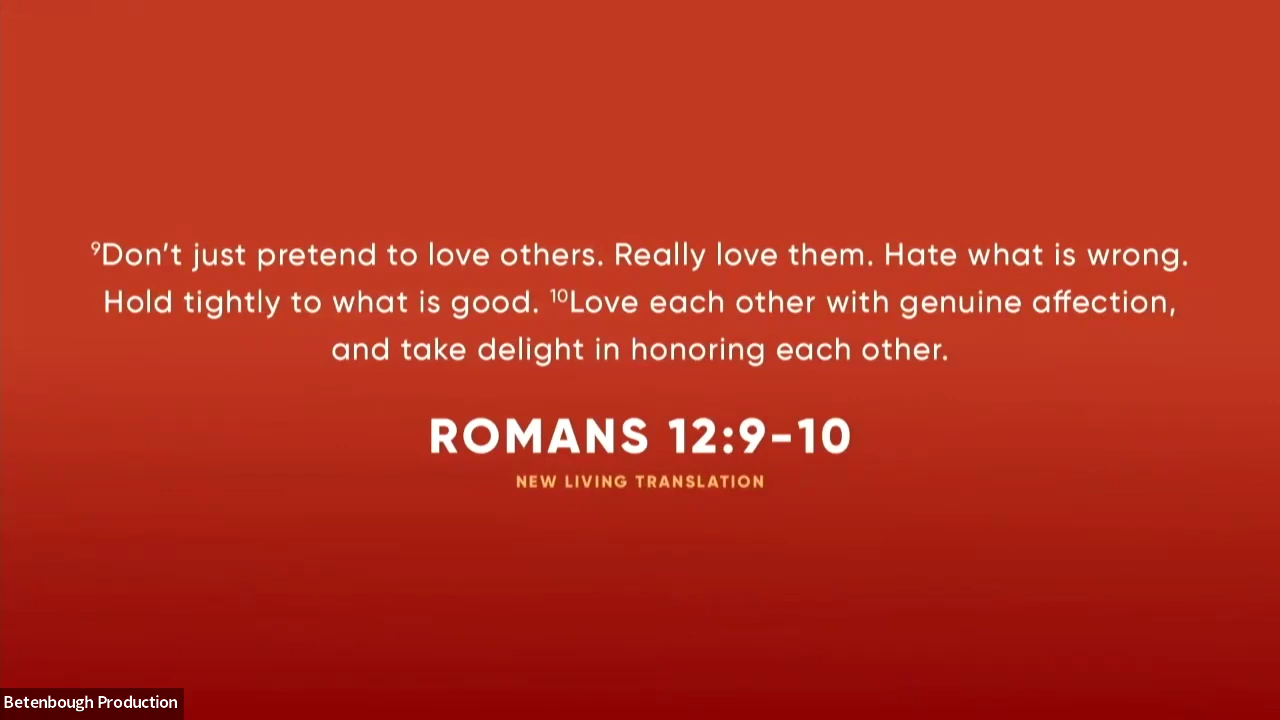 ⁹Don’t just pretend to love others. Really love them. Hate what is wrong.
Hold tightly to what is good. ¹⁰Love each other with genuine affection,
and take delight in honoring each other.
ROMANS 12:9-10
NEW LIVING TRANSLATION
Betenbough Production